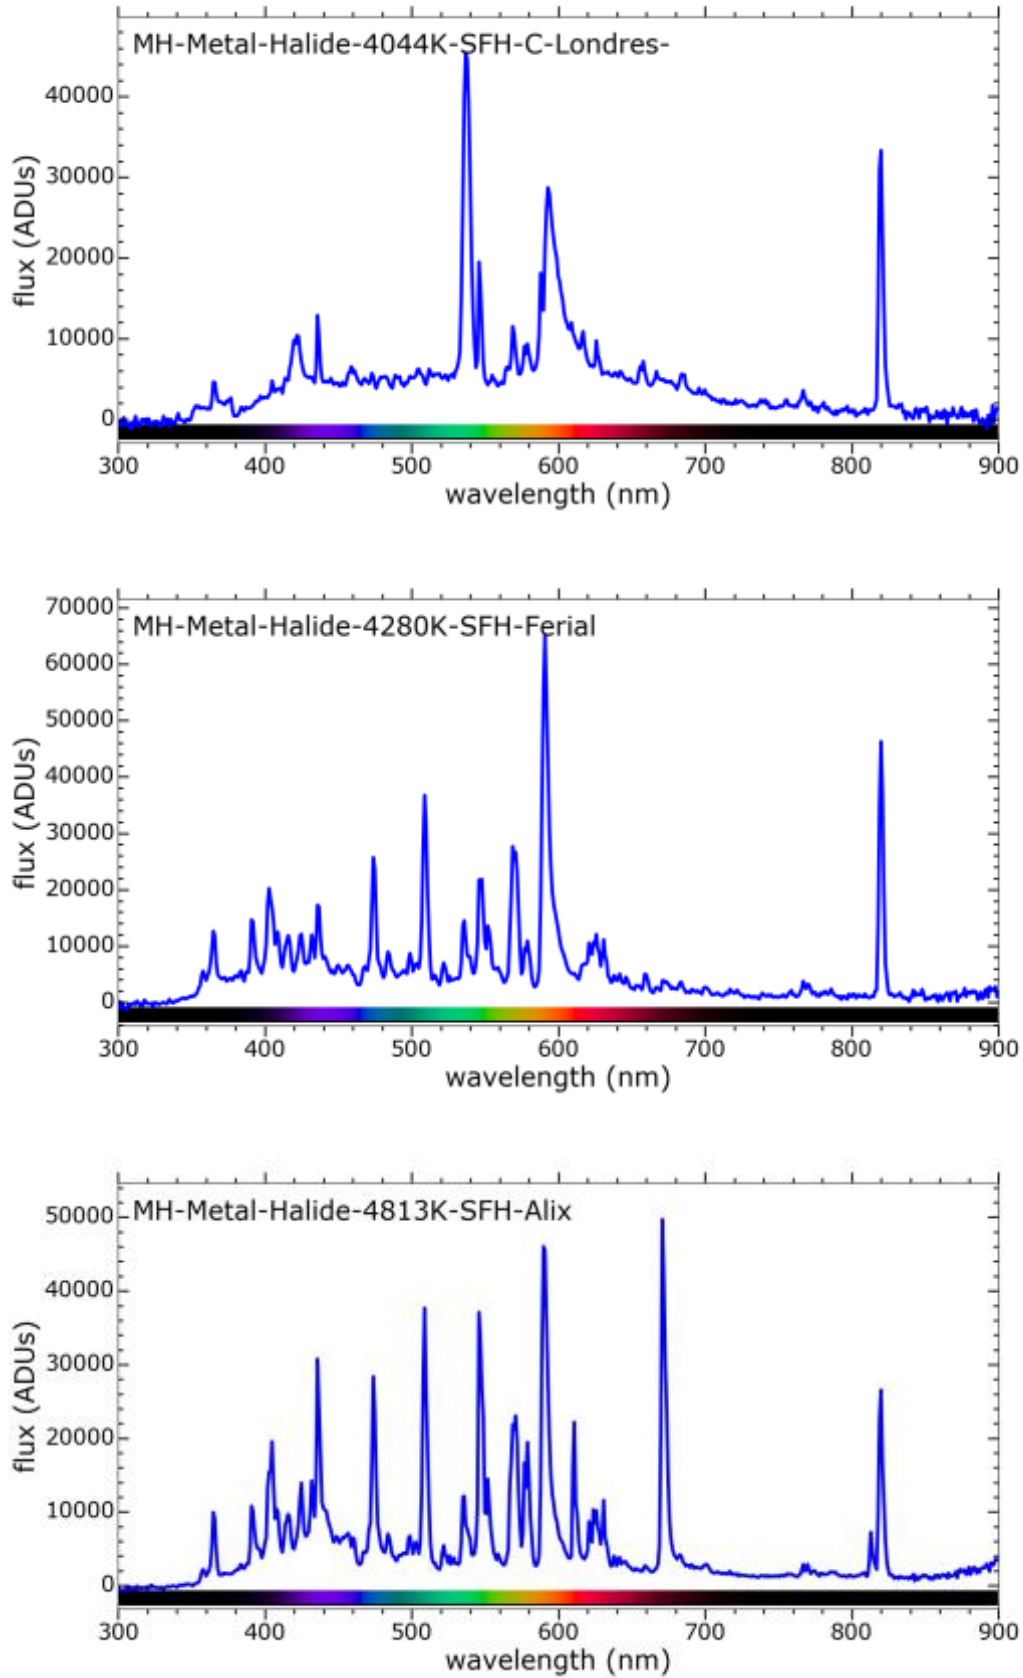 MH-Metal-Halide-4044K-SFH-C-Londres-
40000
30000
20000
10000
0
flux (ADUs)
300 400 500 600 700 800 900
wavelength (nm)
MH-Metal-Halide-4280K-SFH-Ferial
70000
60000
50000
40000
30000
20000
10000
0
flux (ADUs)
300 400 500 600 700 800 900
wavelength (nm)
MH-Metal-Halide-4813K-SFH-Alix
50000
40000
30000
20000
10000
0
flux (ADUs)
300 400 500 600 700 800 900
wavelength (nm)